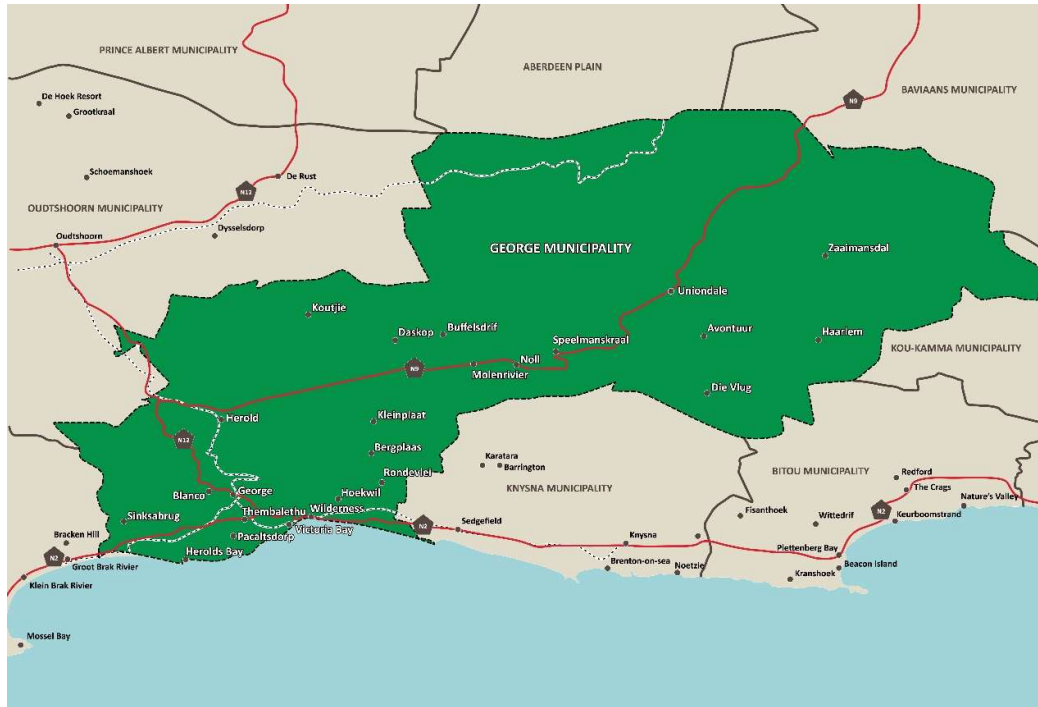 PRINCE ALBERT MUNICIPALITY
ABERDEEN PLAIN
BAVIAANS MUNICIPALITY
N9
De Hoek Resort
Grootkraal
Schoemanshoek
De Rust
N12
OUDTSHOORN MUNICIPALITY
Dysselsdorp
Oudtshoorn
GEORGE MUNICIPALITY
Zaaimansdal
Uniondale
Koutjie
Daskop
Buffelsdrif
Speelmanskraal
Avontuur
Haarlem
KOU-KAMMA MUNICIPALITY
Noll
N9
Molenrivier
Die Vlug
Herold
Kleinplaat
N12
Bergplaas
Karatara
Barrington
Rondevlei
KNYSNA MUNICIPALITY
BITOU MUNICIPALITY
Redford
The Crags
Nature's Valley
Blanco
George
Hoekwil
Wilderness
Thembalethu
Sinksabrug
Victoria Bay
N2
Sedgefield
Fisanthoek
Wittedrif
N2
Keurboomstrand
Bracken Hill
Pacaltsdorp
Knysna
Plettenberg Bay
N2
Groot Brak Rivier
Herolds Bay
Brenton-on-sea
Noetzie
Kranshoek
Beacon Island
Klein Brak Rivier
Mossel Bay